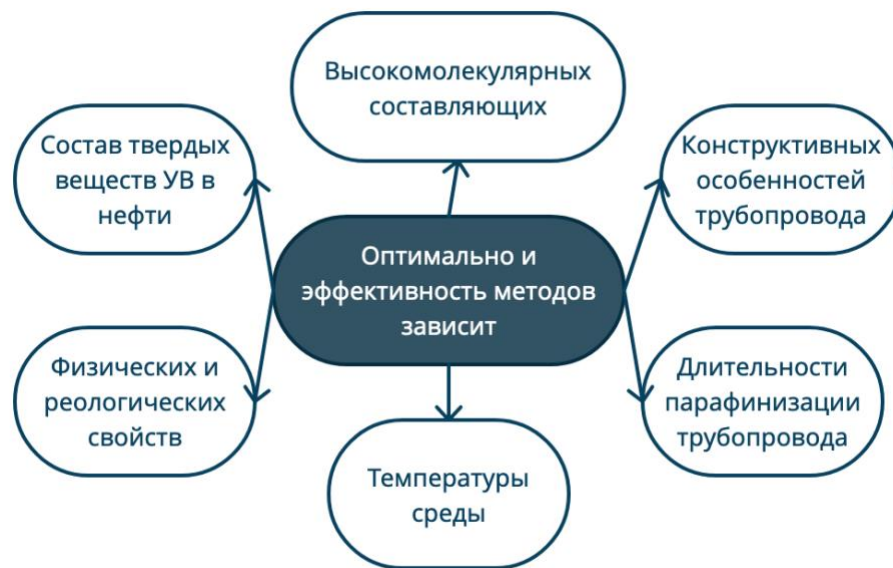 Высокомолекулярных
составляющих
Состав твердых
веществ УВ в
нефти
Конструктивных
особенностей
трубопровода
Оптимально и
эффективность методов
зависит
Физических и
реологических
свойств
Длительности
парафинизации
трубопровода
Температуры
среды